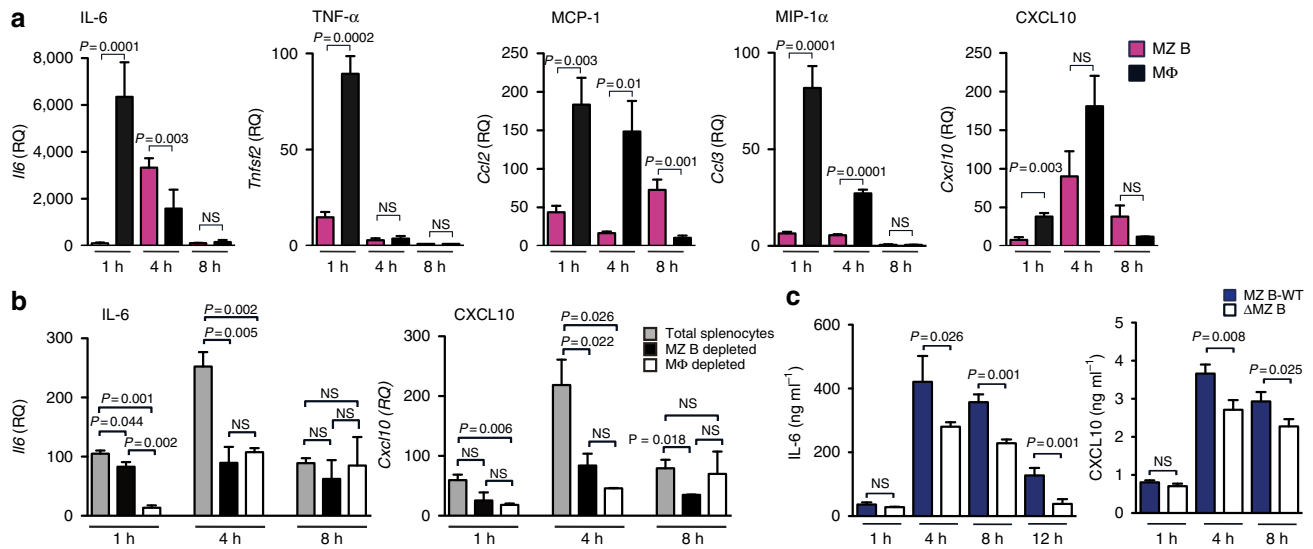 a
IL-6
TNF-α
MCP-1
MIP-1α
CXCL10
MZ B
MΦ
Il6 (RQ)
8,000
6,000
4,000
2,000
0
P=0.0001
P=0.003
NS
1 h 4 h 8 h
Tnfsf2 (RQ)
100
50
0
P=0.0002
NS
NS
1 h 4 h 8 h
Ccl2 (RQ)
250
200
150
100
50
0
P=0.003
P=0.01
P=0.001
1 h 4 h 8 h
Ccl3 (RQ)
100
50
0
P=0.0001
P=0.0001
NS
1 h 4 h 8 h
Cxcl10 (RQ)
250
200
150
100
50
0
P=0.003
NS
NS
1 h 4 h 8 h
b
IL-6
Il6 (RQ)
300
200
100
0
P=0.001
P=0.044
P=0.002
P=0.002
P=0.005
NS
NS
NS
NS
1 h 4 h 8 h
CXCL10
Total splenocytes
MZ B depleted
MΦ depleted
Cxcl10 (RQ)
300
200
100
0
P=0.006
NS
NS
P=0.026
P=0.022
NS
NS
P=0.018
NS
1 h 4 h 8 h
c
MZ B-WT
ΔMZ B
IL-6 (ng ml−1)
600
400
200
0
NS
P=0.026
P=0.001
P=0.001
1 h 4 h 8 h 12 h
CXCL10 (ng ml−1)
5
4
3
2
1
0
NS
P=0.008
P=0.025
1 h 4 h 8 h